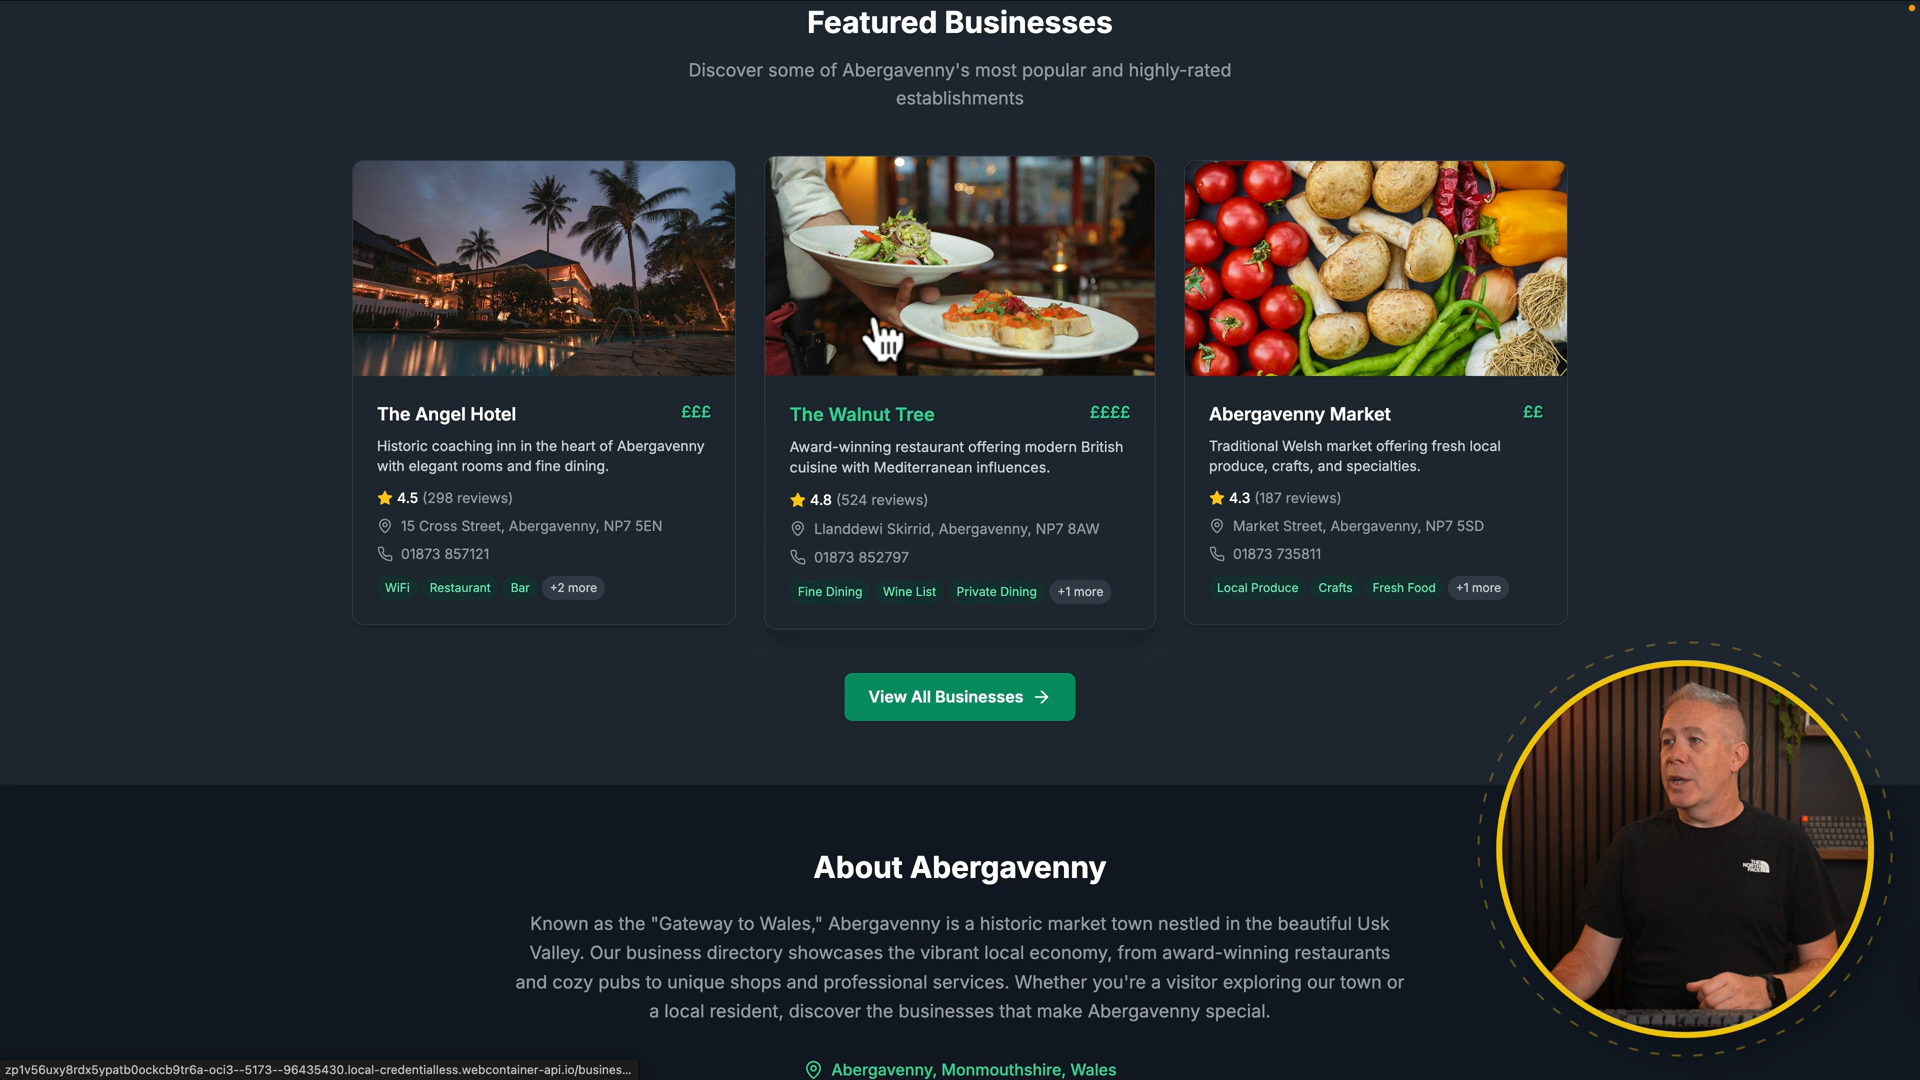 Featured Businesses
Discover some of Abergavenny's most popular and highly-rated
establishments
The Angel Hotel
£££
Historic coaching inn in the heart of Abergavenny
with elegant rooms and fine dining.
4.5 (298 reviews)
15 Cross Street, Abergavenny, NP7 5EN
01873 857121
WiFi Restaurant Bar +2 more
The Walnut Tree
££££
Award-winning restaurant offering modern British
cuisine with Mediterranean influences.
4.8 (524 reviews)
Llanddewi Skirrid, Abergavenny, NP7 8AW
01873 852797
Fine Dining Wine List Private Dining +1 more
Abergavenny Market
££
Traditional Welsh market offering fresh local
produce, crafts, and specialties.
4.3 (187 reviews)
Market Street, Abergavenny, NP7 5SD
01873 735811
Local Produce Crafts Fresh Food +1 more
View All Businesses
About Abergavenny
Known as the "Gateway to Wales," Abergavenny is a historic market town nestled in the beautiful Usk
Valley. Our business directory showcases the vibrant local economy, from award-winning restaurants
and cozy pubs to unique shops and professional services. Whether you're a visitor exploring our town or
a local resident, discover the businesses that make Abergavenny special.
Abergavenny, Monmouthshire, Wales
THE
NORTH
FACE
zp1v56uxy8rdx5ypatb0ockcb9tr6a-oci3--5173--96435430.local-credentialless.webcontainer-api.io/busines...